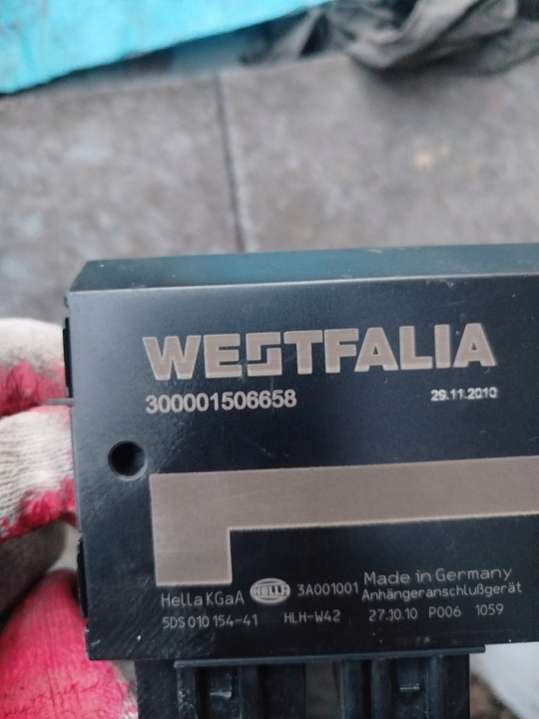 WESTFALIA
300001506658 29.11.2010
Hella KGaA HELLA 3A001001 Made in Germany
Anhängeranschlußgerät
5DS 010 154-41 HLH-W42 27.10.10 P006 1059